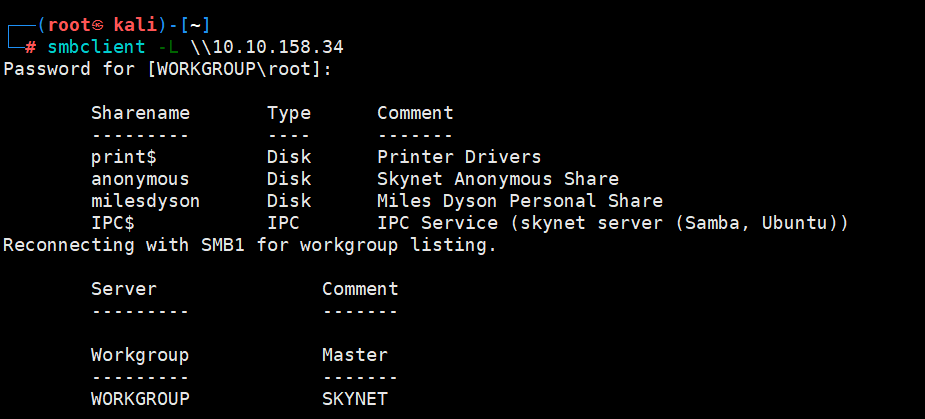 ┌──(root㉿ kali)-[~]
└─# smbclient -L \\10.10.158.34
Password for [WORKGROUP\root]:
Sharename Type Comment
--------- ---- -------
print$ Disk Printer Drivers
anonymous Disk Skynet Anonymous Share
milesdyson Disk Miles Dyson Personal Share
IPC$ IPC IPC Service (skynet server (Samba, Ubuntu))
Reconnecting with SMB1 for workgroup listing.
Server Comment
--------- -------
Workgroup Master
--------- -------
WORKGROUP SKYNET